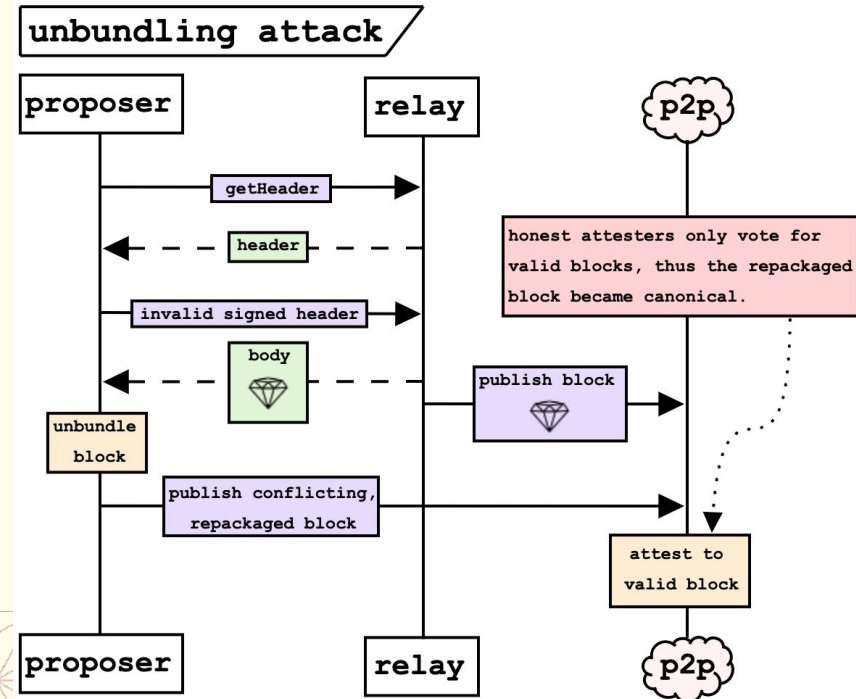 unbundling attack
proposer
relay
p2p
getHeader
header
honest attesters only vote for
valid blocks, thus the repackaged
block became canonical.
invalid signed header
body
publish block
unbundle
block
publish conflicting,
repackaged block
attest to
valid block
proposer
relay
p2p